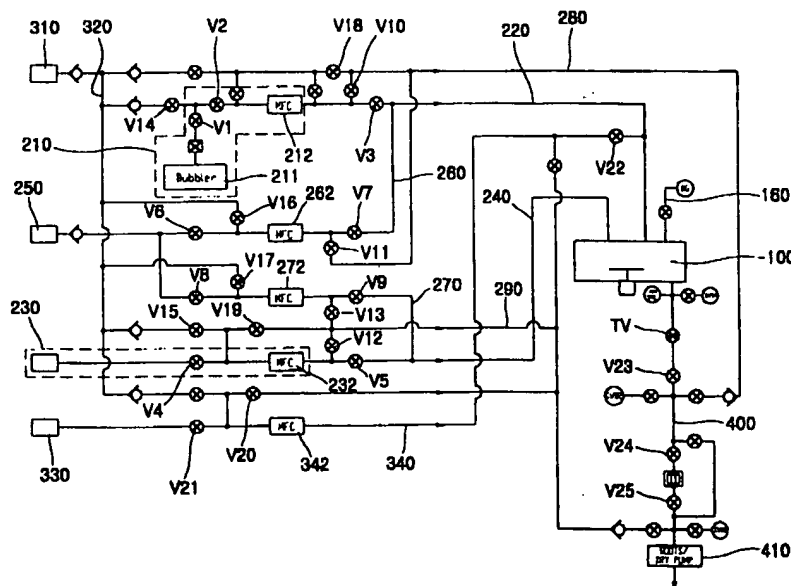 310
320
V2
V18
V10
220
280
V14
V1
MFC
212
V3
V22
210
Bubbler
211
260
160
V16
262
V7
240
250
V6
MFC
V11
100
V17
272
V9
270
V8
MFC
290
V15
V19
V13
TV
230
V12
V23
MFC
V4
232
V5
400
MFC
V24
330
V21
V20
342
340
V25
410
DRY PUMP